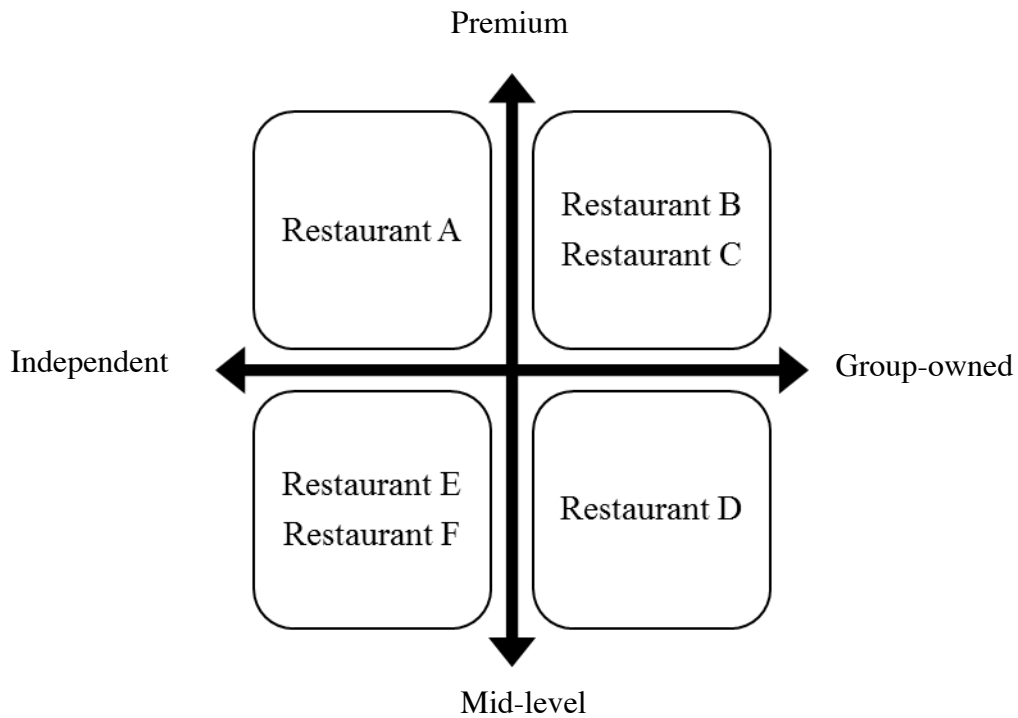 Premium
Restaurant A
Restaurant B
Restaurant C
Independent
Group-owned
Restaurant E
Restaurant F
Restaurant D
Mid-level